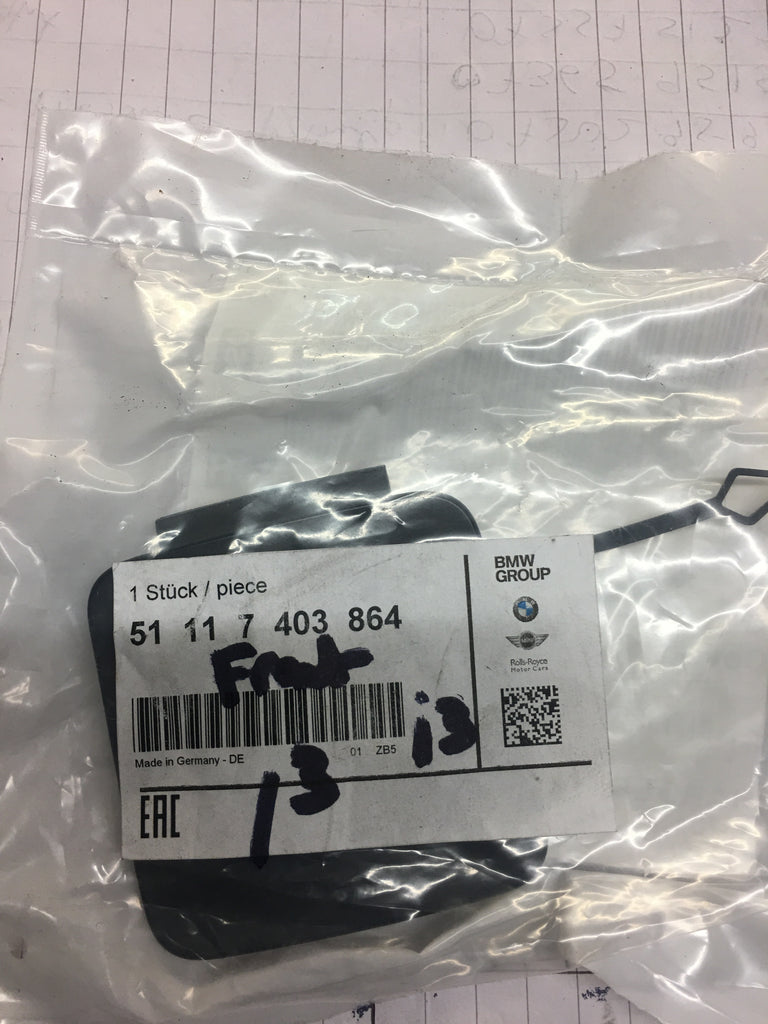 1 Stück / piece
51 11 7 403 864
Front
Made in Germany - DE
01 ZB5
i3
i3
EAC
BMW
GROUP
Rolls-Royce
Motor Cars